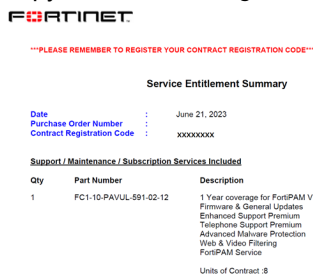 FORTINET
***PLEASE REMEMBER TO REGISTER YOUR CONTRACT REGISTRATION CODE***
Service Entitlement Summary
Date : June 21, 2023
Purchase Order Number :
Contract Registration Code : xxxxxxxx
Support / Maintenance / Subscription Services Included
Qty Part Number Description
1 FC1-10-PAVUL-591-02-12 1 Year coverage for FortiPAM V
Firmware & General Updates
Enhanced Support Premium
Telephone Support Premium
Advanced Malware Protection
Web & Video Filtering
FortiPAM Service
Units of Contract :8